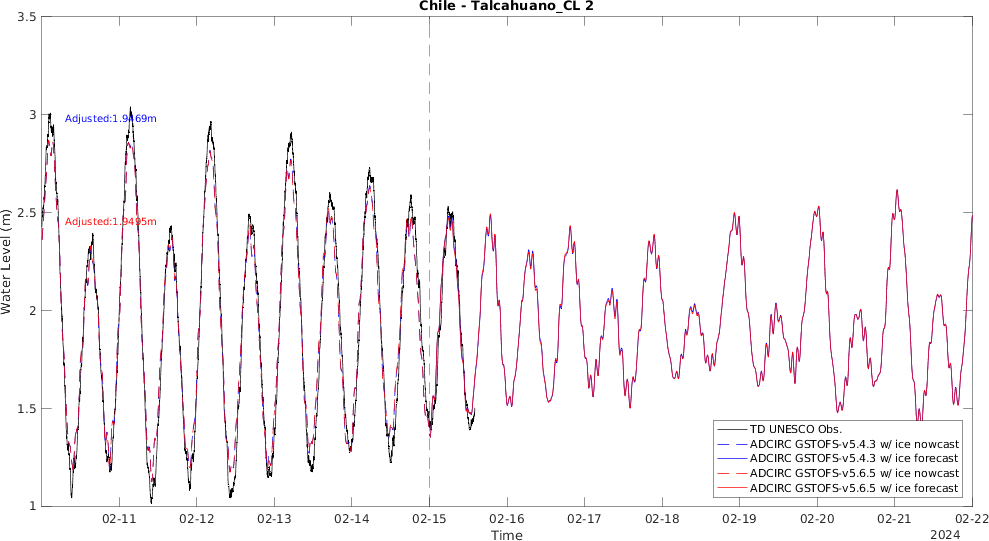 Chile - Talcahuano_CL 2
3.5
3
2.5
2
1.5
1
Water Level (m)
Adjusted:1.9469m
Adjusted:1.9495m
TD UNESCO Obs.
ADCIRC GSTOFS-v5.4.3 w/ ice nowcast
ADCIRC GSTOFS-v5.4.3 w/ ice forecast
ADCIRC GSTOFS-v5.6.5 w/ ice nowcast
ADCIRC GSTOFS-v5.6.5 w/ ice forecast
02-11 02-12 02-13 02-14 02-15 02-16 02-17 02-18 02-19 02-20 02-21 02-22
Time
2024